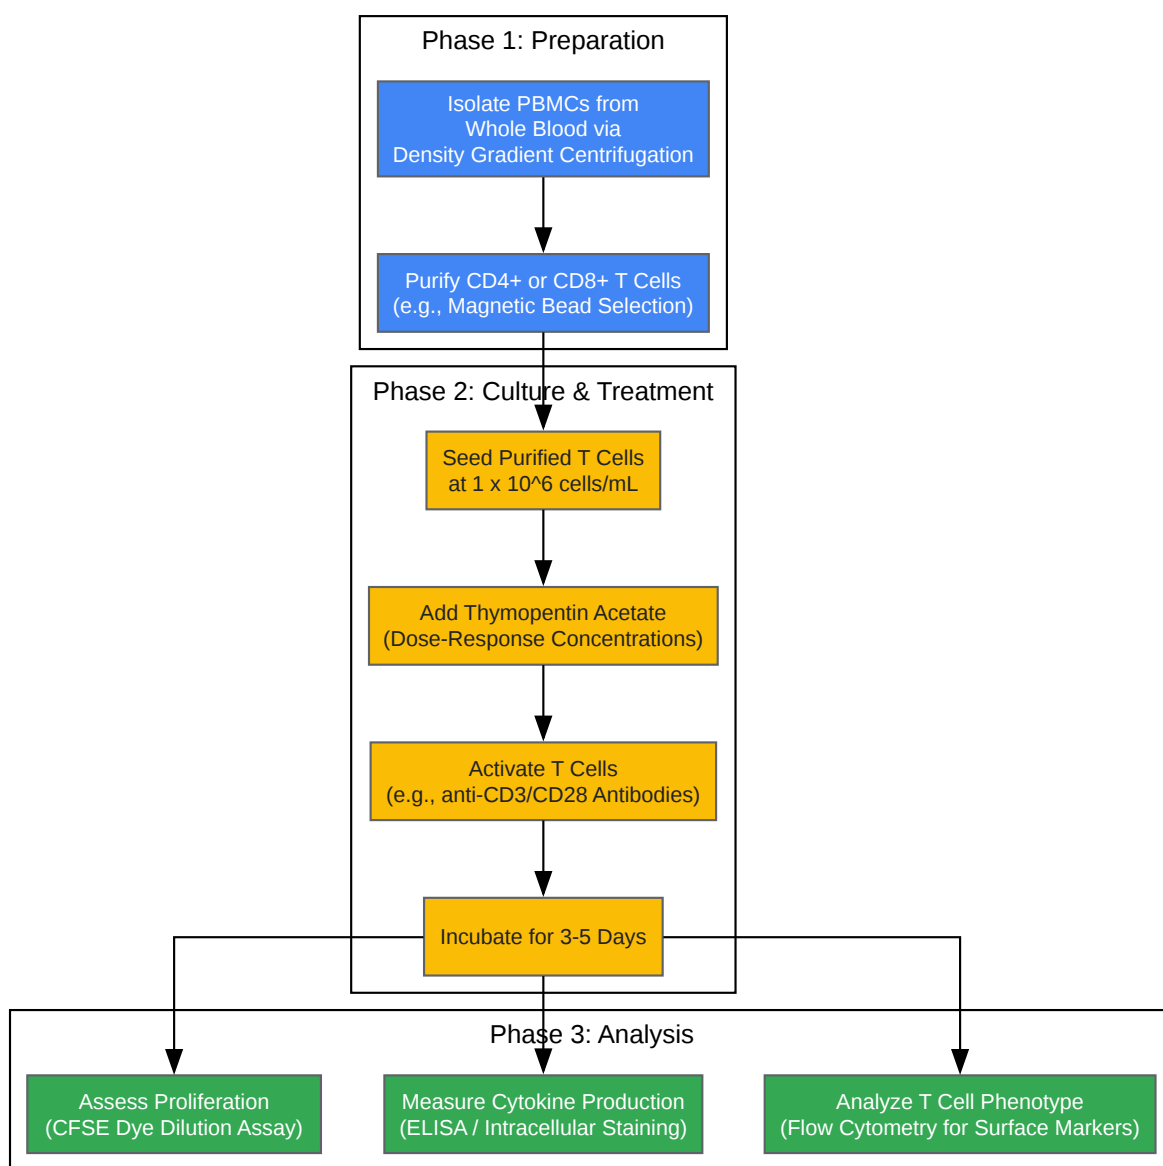 Phase 1: Preparation
Isolate PBMCs from
Whole Blood via
Density Gradient Centrifugation
Purify CD4+ or CD8+ T Cells
(e.g., Magnetic Bead Selection)
Phase 2: Culture & Treatment
Seed Purified T Cells
at 1 x 10^6 cells/mL
Add Thymopentin Acetate
(Dose-Response Concentrations)
Activate T Cells
(e.g., anti-CD3/CD28 Antibodies)
Incubate for 3-5 Days
Phase 3: Analysis
Assess Proliferation
(CFSE Dye Dilution Assay)
Measure Cytokine Production
(ELISA / Intracellular Staining)
Analyze T Cell Phenotype
(Flow Cytometry for Surface Markers)